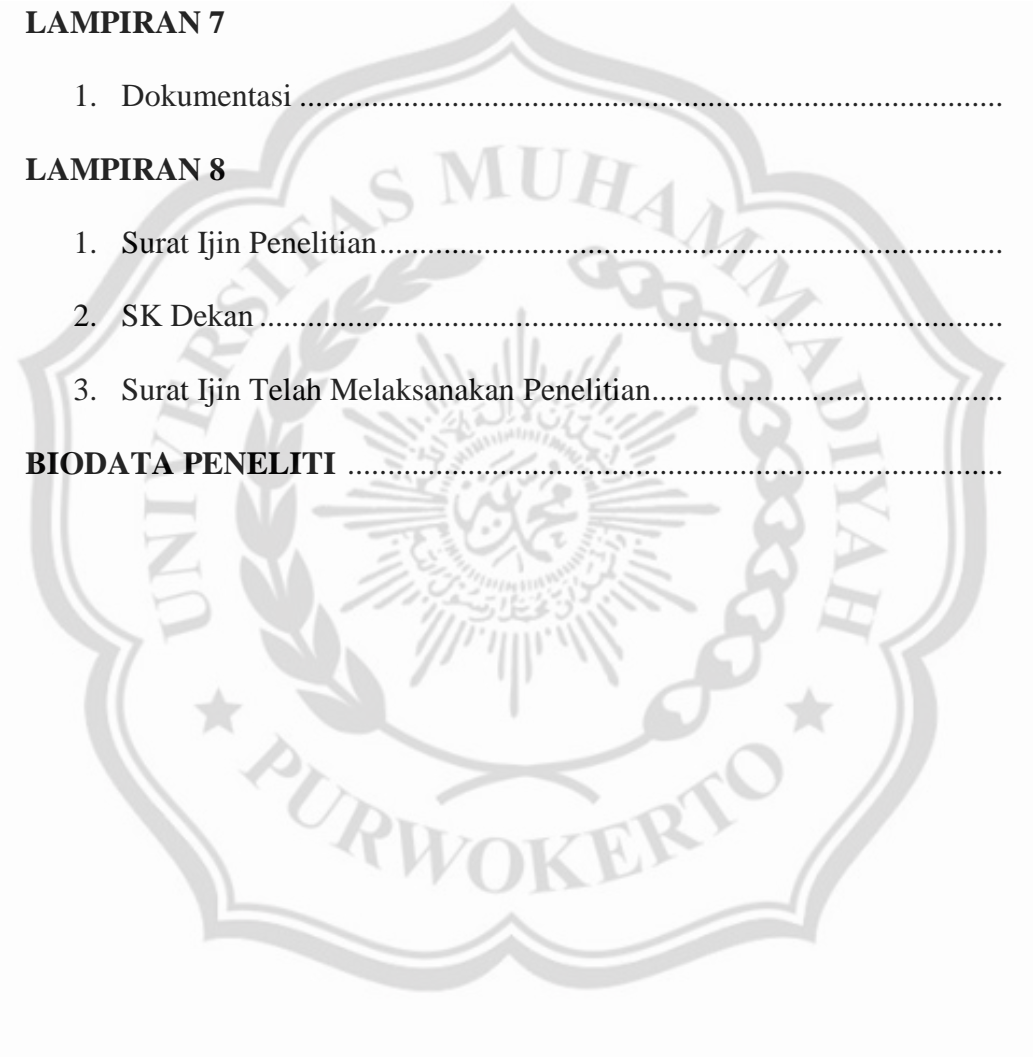 LAMPIRAN 7
1. Dokumentasi ........................................................................................
LAMPIRAN 8
1. Surat Ijin Penelitian..............................................................................
2. SK Dekan .............................................................................................
3. Surat Ijin Telah Melaksanakan Penelitian............................................
BIODATA PENELITI ..................................................................................
UNIVERSITAS MUHAMMADIYAH
PURWOKERTO
محمد